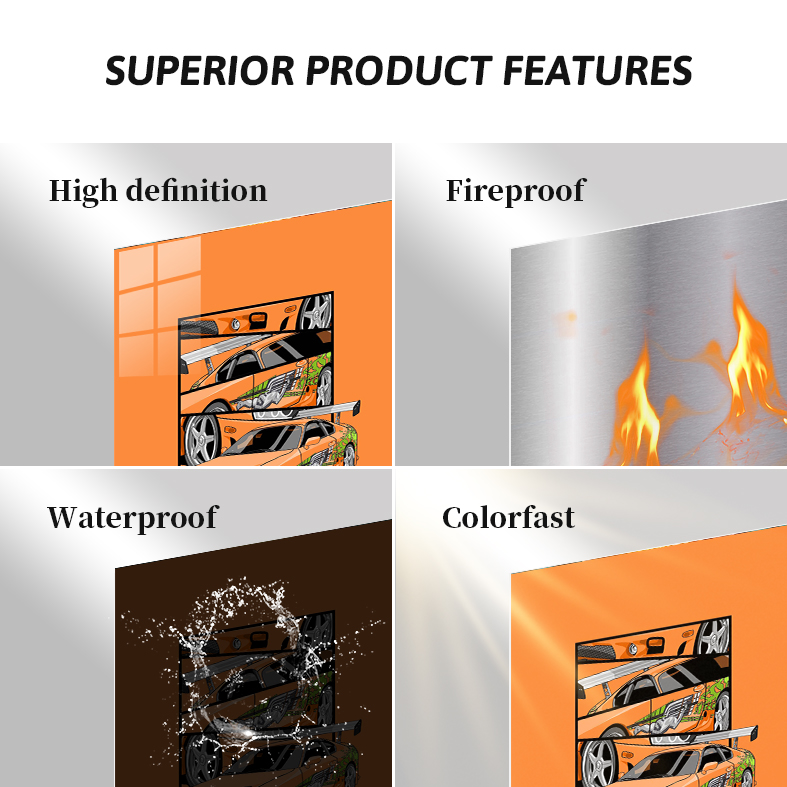 SUPERIOR PRODUCT FEATURES
High definition
Fireproof
Waterproof
Colorfast